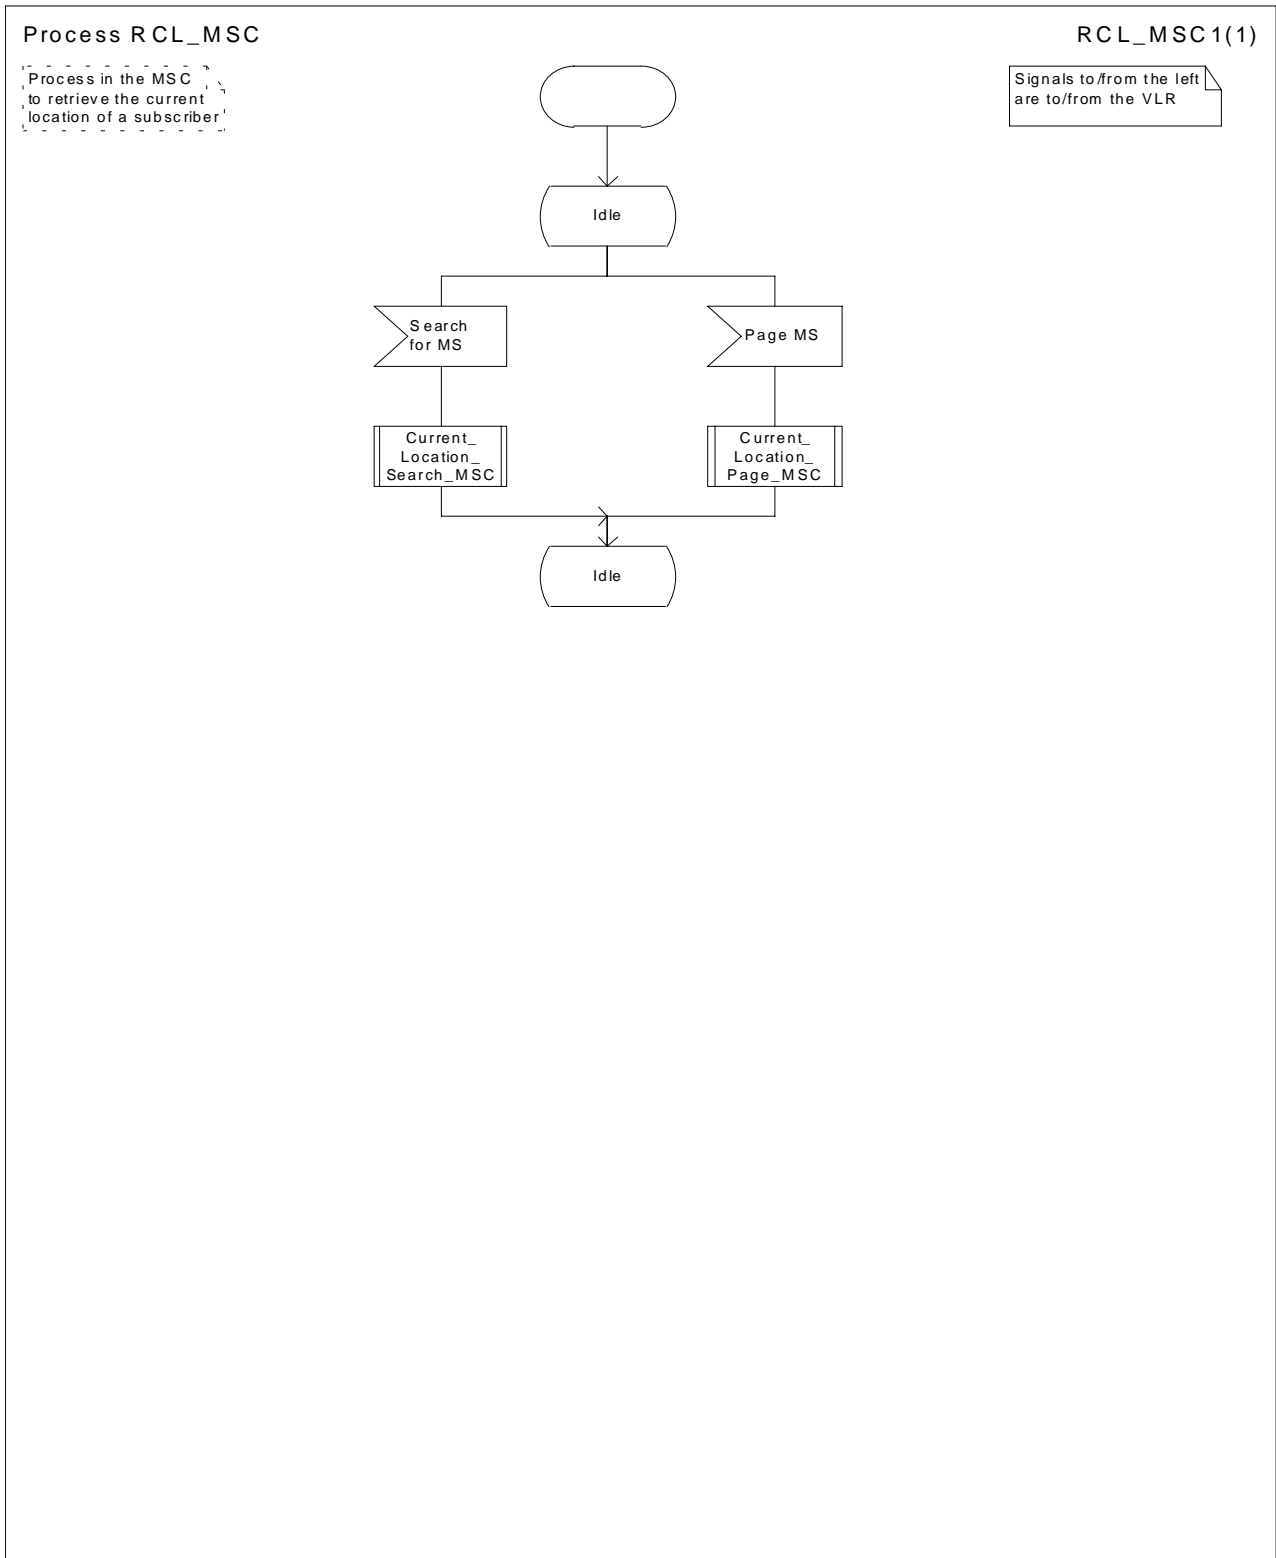 Process RCL_MSC
RCL_MSC1(1)
Process in the MSC
to retrieve the current
location of a subscriber
Signals to/from the left
are to/from the VLR
Idle
Search
for MS
Page MS
Current_
Location_
Search_MSC
Current_
Location_
Page_MSC
Idle